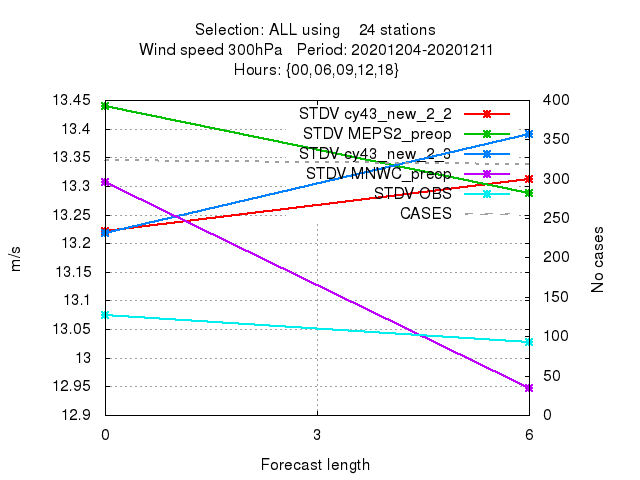 Selection: ALL using 24 stations
Wind speed 300hPa Period: 20201204-20201211
Hours: {00,06,09,12,18}
13.45
13.4
13.35
13.3
13.25
13.2
13.15
13.1
13.05
13
12.95
12.9
m/s
STDV cy43_new_2_2
STDV MEPS2_preop
STDV cy43_new_2_3
STDV MNWC_preop
STDV OBS
CASES
400
350
300
250
200
150
100
50
0
No cases
0 3 6
Forecast length